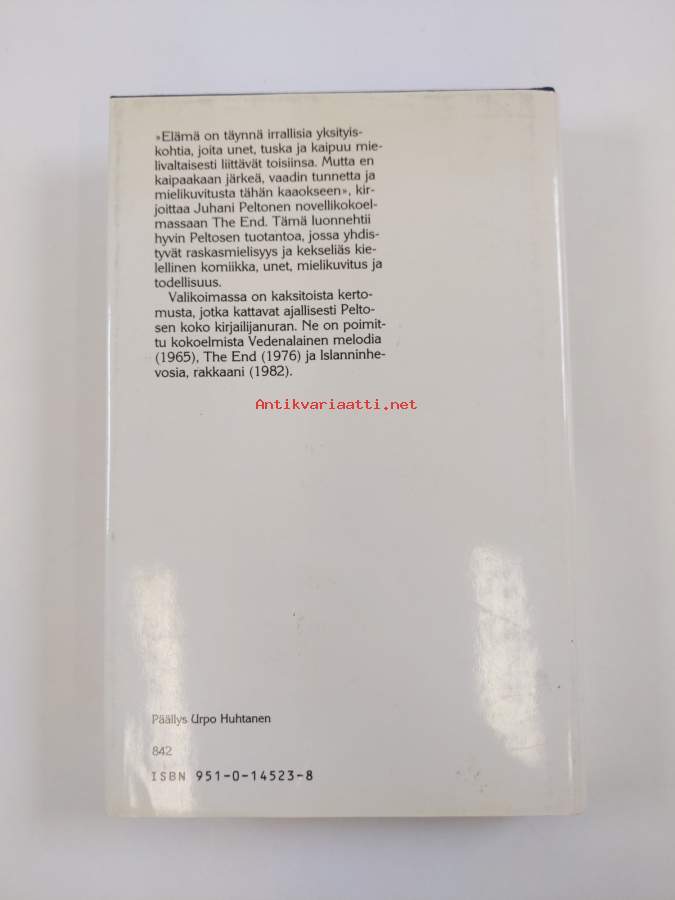 »Elämä on täynnä irrallisia yksityis-
kohtia, joita unet, tuska ja kaipuu mie-
livaltaisesti liittävät toisiinsa. Mutta en
kaipaakaan järkeä, vaadin tunnetta ja
mielikuvitusta tähän kaaokseen», kir-
joittaa Juhani Peltonen novellikokoel-
massaan The End. Tämä luonnehtii
hyvin Peltosen tuotantoa, jossa yhdis-
tyvät raskasmielisyys ja kekseliäs kie-
lellinen komiikka, unet, mielikuvitus ja
todellisuus.
Valikoimassa on kaksitoista kerto-
musta, jotka kattavat ajallisesti Pelto-
sen koko kirjailijanuran. Ne on poimit-
tu kokoelmista Vedenalainen melodia
(1965), The End (1976) ja Islanninhe-
vosia, rakkaani (1982).
Antikvariaatti.net
Päällys Urpo Huhtanen
842
ISBN 951-0-14523-8